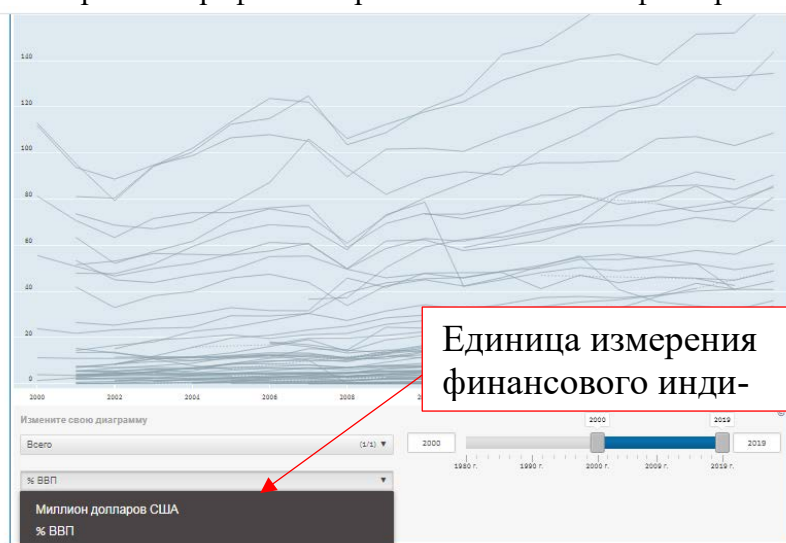 140
120
100
80
60
40
20
0
2000 2002 2004 2006 2008
Единица измерения
финансового инди-
Измените свою диаграмму
Всего (1/1) ▼
2000 2019
2000 2019
1980 г. 1990 г. 2000 г. 2009 г. 2019 г.
% ВВП ▼
Миллион долларов США
% ВВП